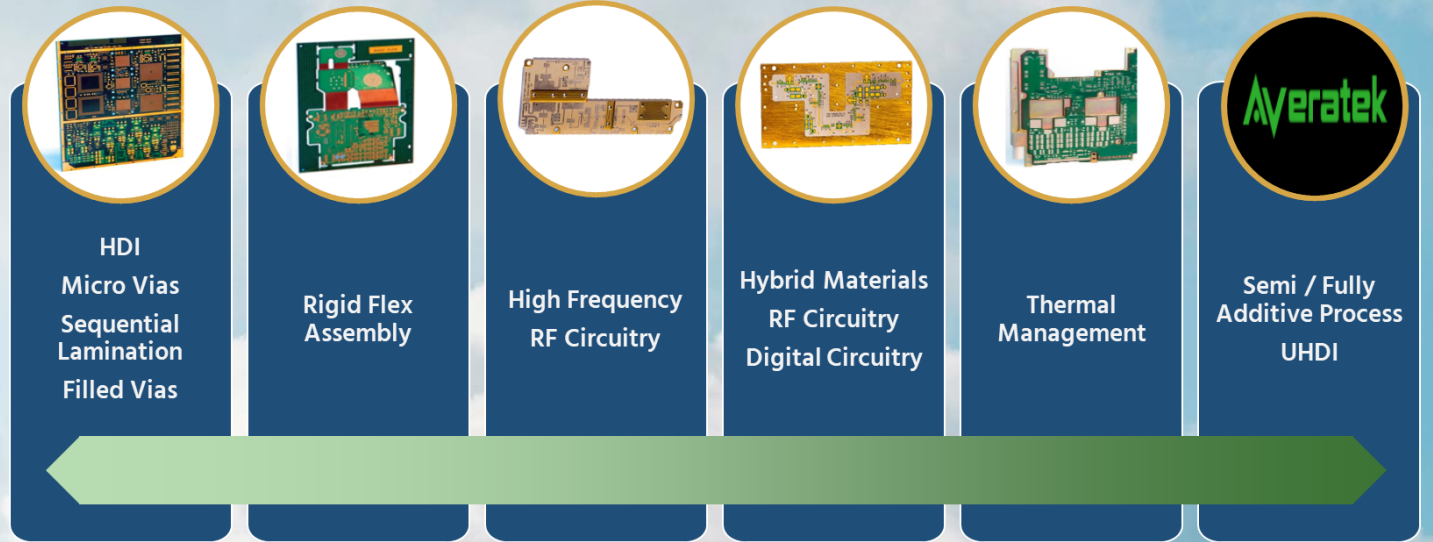 HDI
Micro Vias
Sequential
Lamination
Filled Vias
Rigid Flex
Assembly
High Frequency
RF Circuitry
Hybrid Materials
RF Circuitry
Digital Circuitry
Thermal
Management
Averatek
Semi / Fully
Additive Process
UHDI